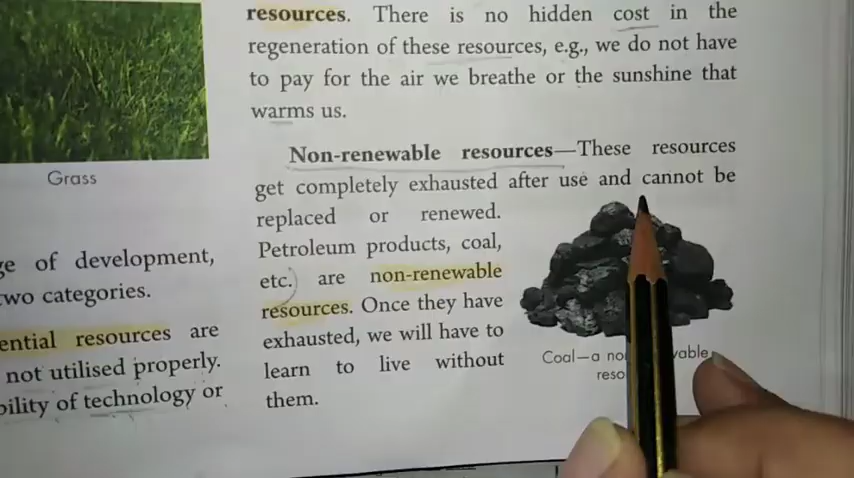 Grass
ge of development,
two categories.
ential resources are
not utilised properly.
bility of technology or
resources. There is no hidden cost in the
regeneration of these resources, e.g., we do not have
to pay for the air we breathe or the sunshine that
warms us.
Non-renewable resources—These resources
get completely exhausted after use and cannot be
replaced or renewed.
Petroleum products, coal,
etc. are non-renewable
resources. Once they have
exhausted, we will have to
learn to live without
them.
Coal—a no vable
reso